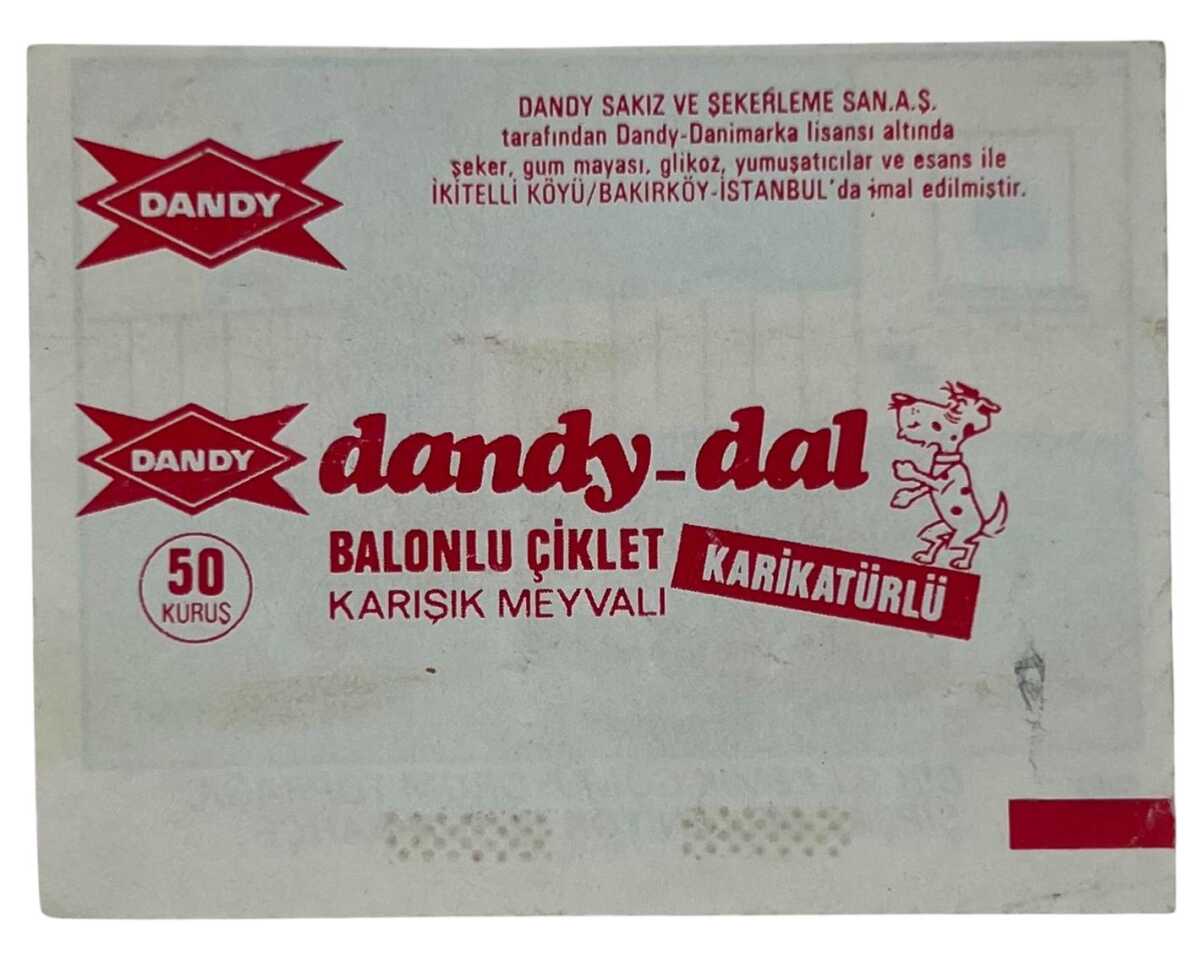 DANDY SAKIZ VE ŞEKERLEME SAN.A.Ş.
tarafından Dandy-Danimarka lisansı altında
şeker, gum mayası, glikoz, yumuşatıcılar ve esans ile
İKİTELLİ KÖYÜ/BAKIRKÖY-İSTANBUL'da imal edilmiştir.
DANDY
DANDY
dandy-dal
50
KURUŞ
BALONLU ÇİKLET
KARIŞIK MEYVALI
KARİKATÜRLÜ